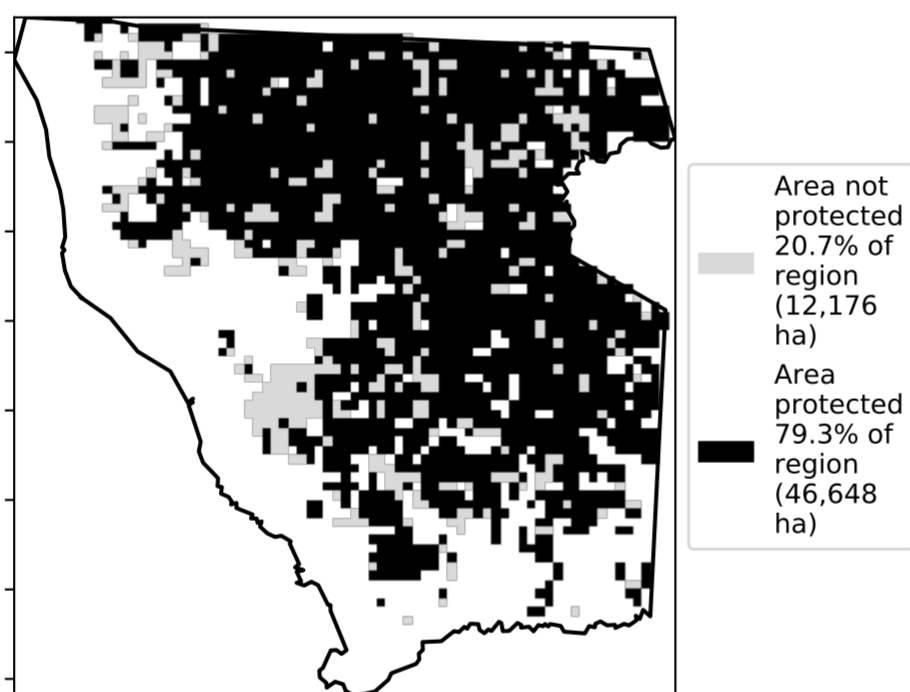 Area not
protected
20.7% of
region
(12,176
ha)
Area
protected
79.3% of
region
(46,648
ha)